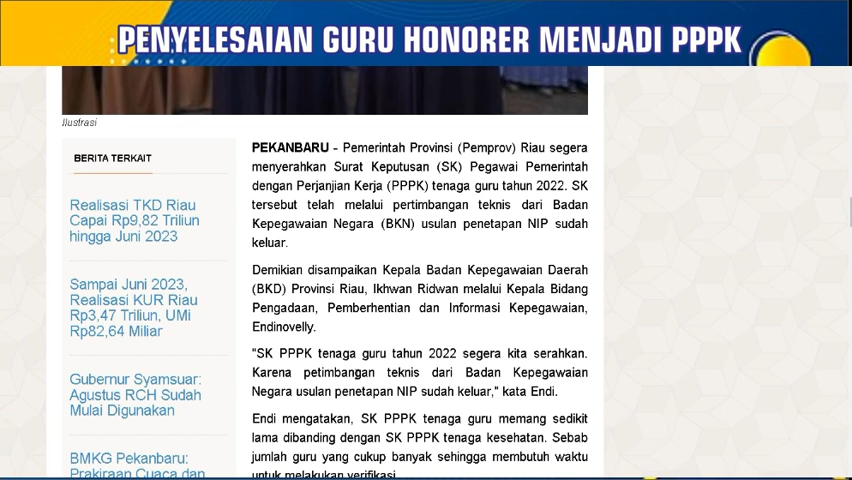 PENYELESAIAN GURU HONORER MENJADI PPPK
Ilustrasi
BERITA TERKAIT
Realisasi TKD Riau
Capai Rp9,82 Triliun
hingga Juni 2023
Sampai Juni 2023,
Realisasi KUR Riau
Rp3,47 Triliun, UMi
Rp82,64 Miliar
Gubernur Syamsuar:
Agustus RCH Sudah
Mulai Digunakan
BMKG Pekanbaru:
Prakiraan Cuaca dan
PEKANBARU - Pemerintah Provinsi (Pemprov) Riau segera
menyerahkan Surat Keputusan (SK) Pegawai Pemerintah
dengan Perjanjian Kerja (PPPK) tenaga guru tahun 2022. SK
tersebut telah melalui pertimbangan teknis dari Badan
Kepegawaian Negara (BKN) usulan penetapan NIP sudah
keluar.
Demikian disampaikan Kepala Badan Kepegawaian Daerah
(BKD) Provinsi Riau, Ikhwan Ridwan melalui Kepala Bidang
Pengadaan, Pemberhentian dan Informasi Kepegawaian,
Endinovelly.
"SK PPPK tenaga guru tahun 2022 segera kita serahkan.
Karena petimbangan teknis dari Badan Kepegawaian
Negara usulan penetapan NIP sudah keluar," kata Endi.
Endi mengatakan, SK PPPK tenaga guru memang sedikit
lama dibanding dengan SK PPPK tenaga kesehatan. Sebab
jumlah guru yang cukup banyak sehingga membutuh waktu
untuk melakukan verifikasi.